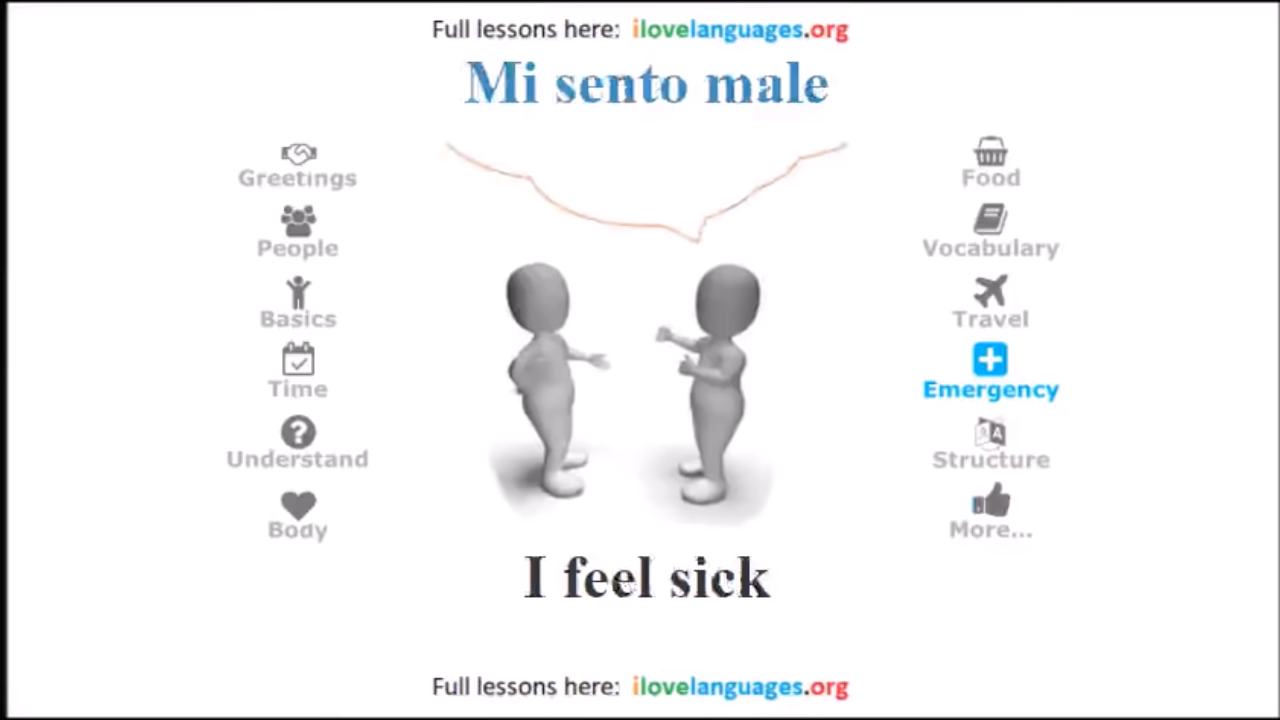 Full lessons here: ilovelanguages.org
Mi sento male
Greetings
People
Basics
Time
Understand
Body
Food
Vocabulary
Travel
Emergency
Structure
More...
I feel sick
Full lessons here: ilovelanguages.org